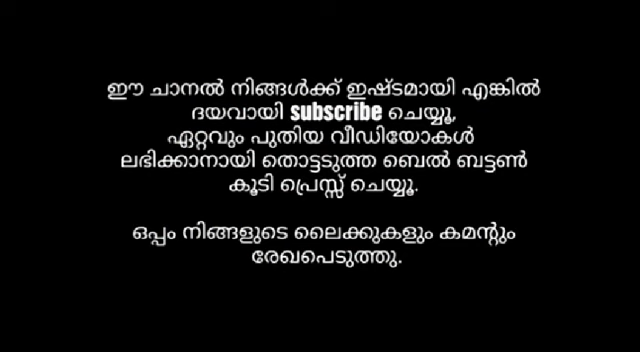 ഈ ചാനൽ നിങ്ങൾക്ക് ഇഷ്ടമായി എങ്കിൽ
ദയവായി subscribe ചെയ്യൂ,
ഏറ്റവും പുതിയ വീഡിയോകൾ
ലഭിക്കാനായി തൊട്ടടുത്ത ബെൽ ബട്ടൺ
കൂടി പ്രെസ്സ് ചെയ്യൂ.
ഒപ്പം നിങ്ങളുടെ ലൈക്കുകളും കമന്റും
രേഖപെടുത്തു.